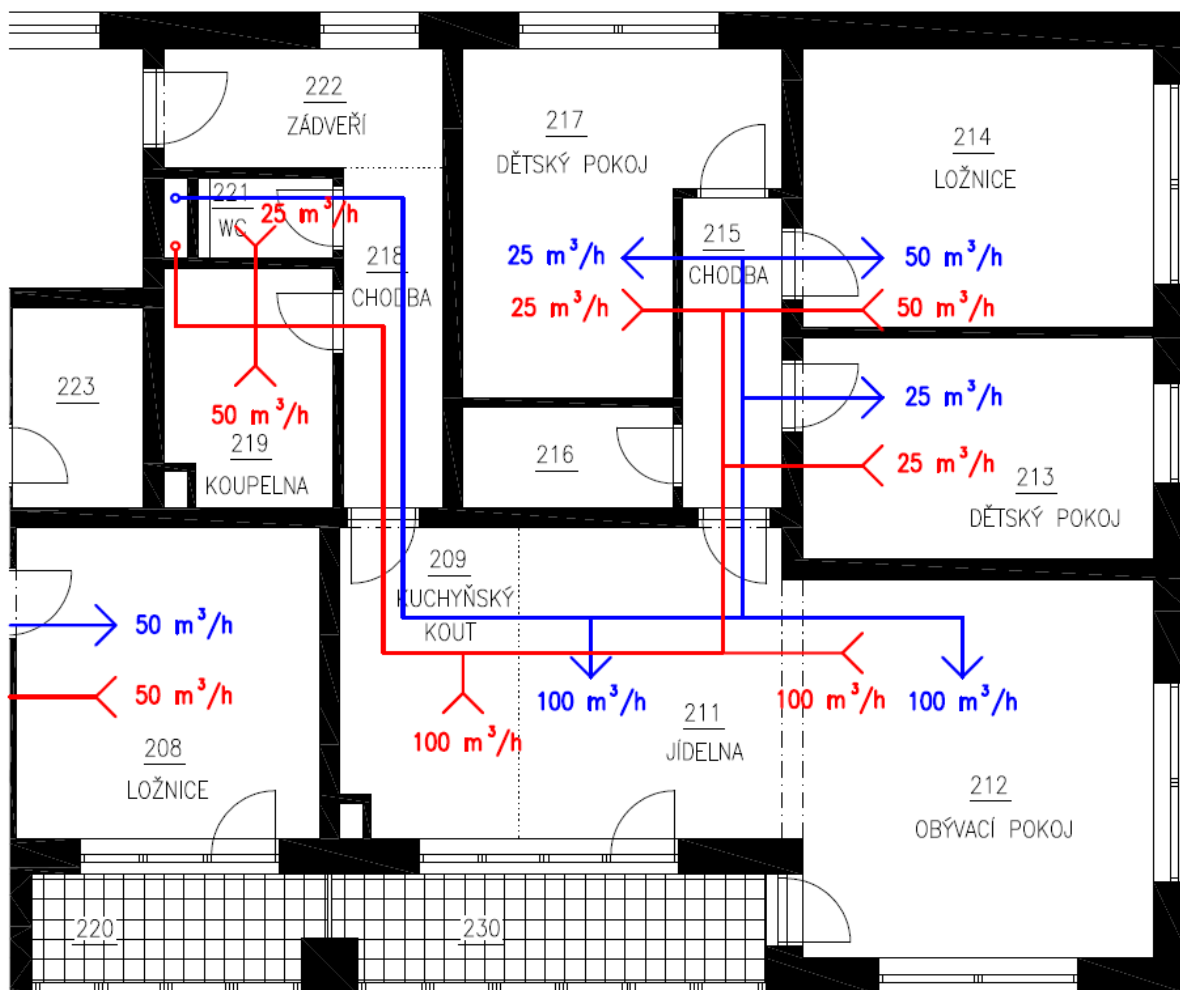 222
ZÁDVEŘÍ
217
DĚTSKÝ POKOJ
214
LOŽNICE
221
WC
25 m³/h
218
CHODBA
215
CHODBA
25 m³/h
50 m³/h
25 m³/h
50 m³/h
223
50 m³/h
219
KOUPELNA
216
25 m³/h
25 m³/h
213
DĚTSKÝ POKOJ
209
KUCHYŇSKÝ
KOUT
50 m³/h
50 m³/h
100 m³/h
100 m³/h
100 m³/h
100 m³/h
211
JÍDELNA
208
LOŽNICE
212
OBÝVACÍ POKOJ
220
230